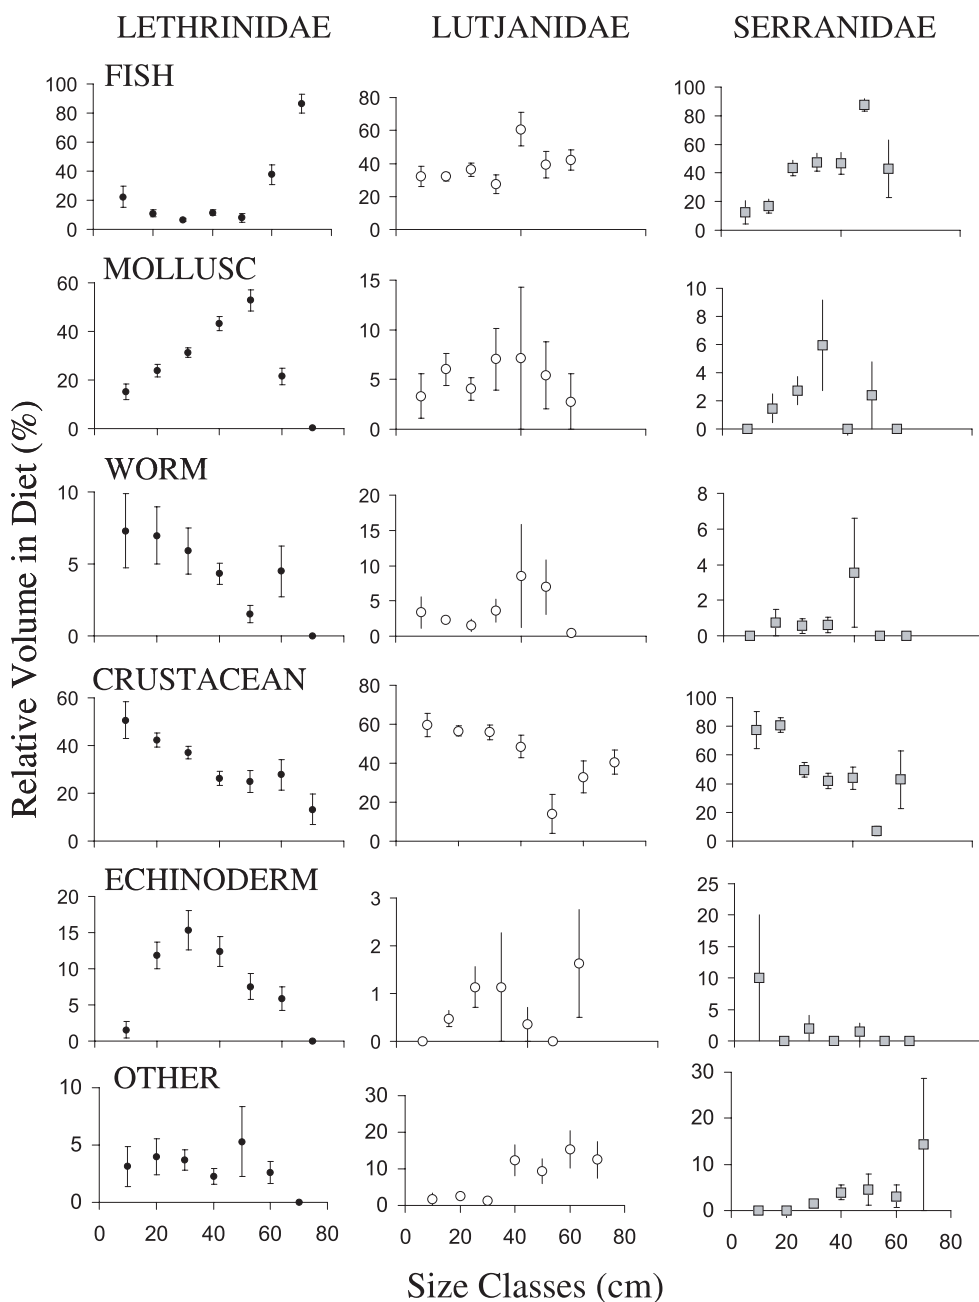 LETHRINIDAE LUTJANIDAE SERRANIDAE
FISH
100 80 60 40 20 0
80 60 40 20 0
100 80 60 40 20 0
MOLLUSC
60 40 20 0
15 10 5 0
10 8 6 4 2 0
WORM
10 5 0
20 15 10 5 0
8 6 4 2 0
CRUSTACEAN
60 40 20 0
80 60 40 20 0
100 80 60 40 20 0
ECHINODERM
20 15 10 5 0
3 2 1 0
25 20 15 10 5 0
OTHER
10 5 0
30 20 10 0
30 20 10 0
0 20 40 60 80
0 20 40 60 80
0 20 40 60 80
Relative Volume in Diet (%)
Size Classes (cm)